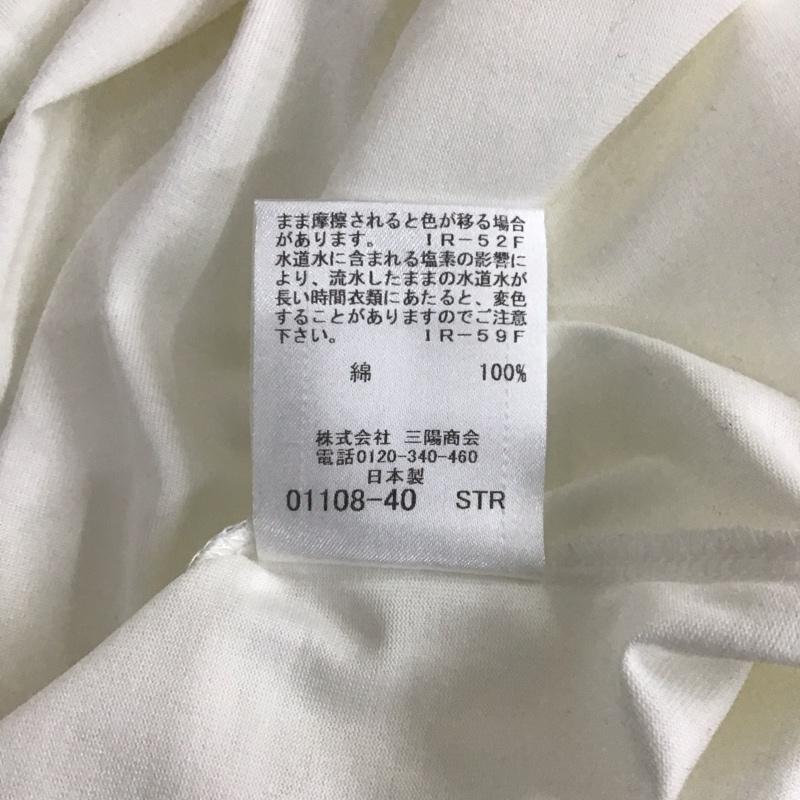 まま摩擦されると色が移る場合
があります。 IR-52F
水道水に含まれる塩素の影響に
より、流水したままの水道水が
長い時間衣類にあたると、変色
することがありますのでご注意
下さい。 IR-59F
綿 100%
株式会社 三陽商会
電話0120-340-460
日本製
01108-40 STR